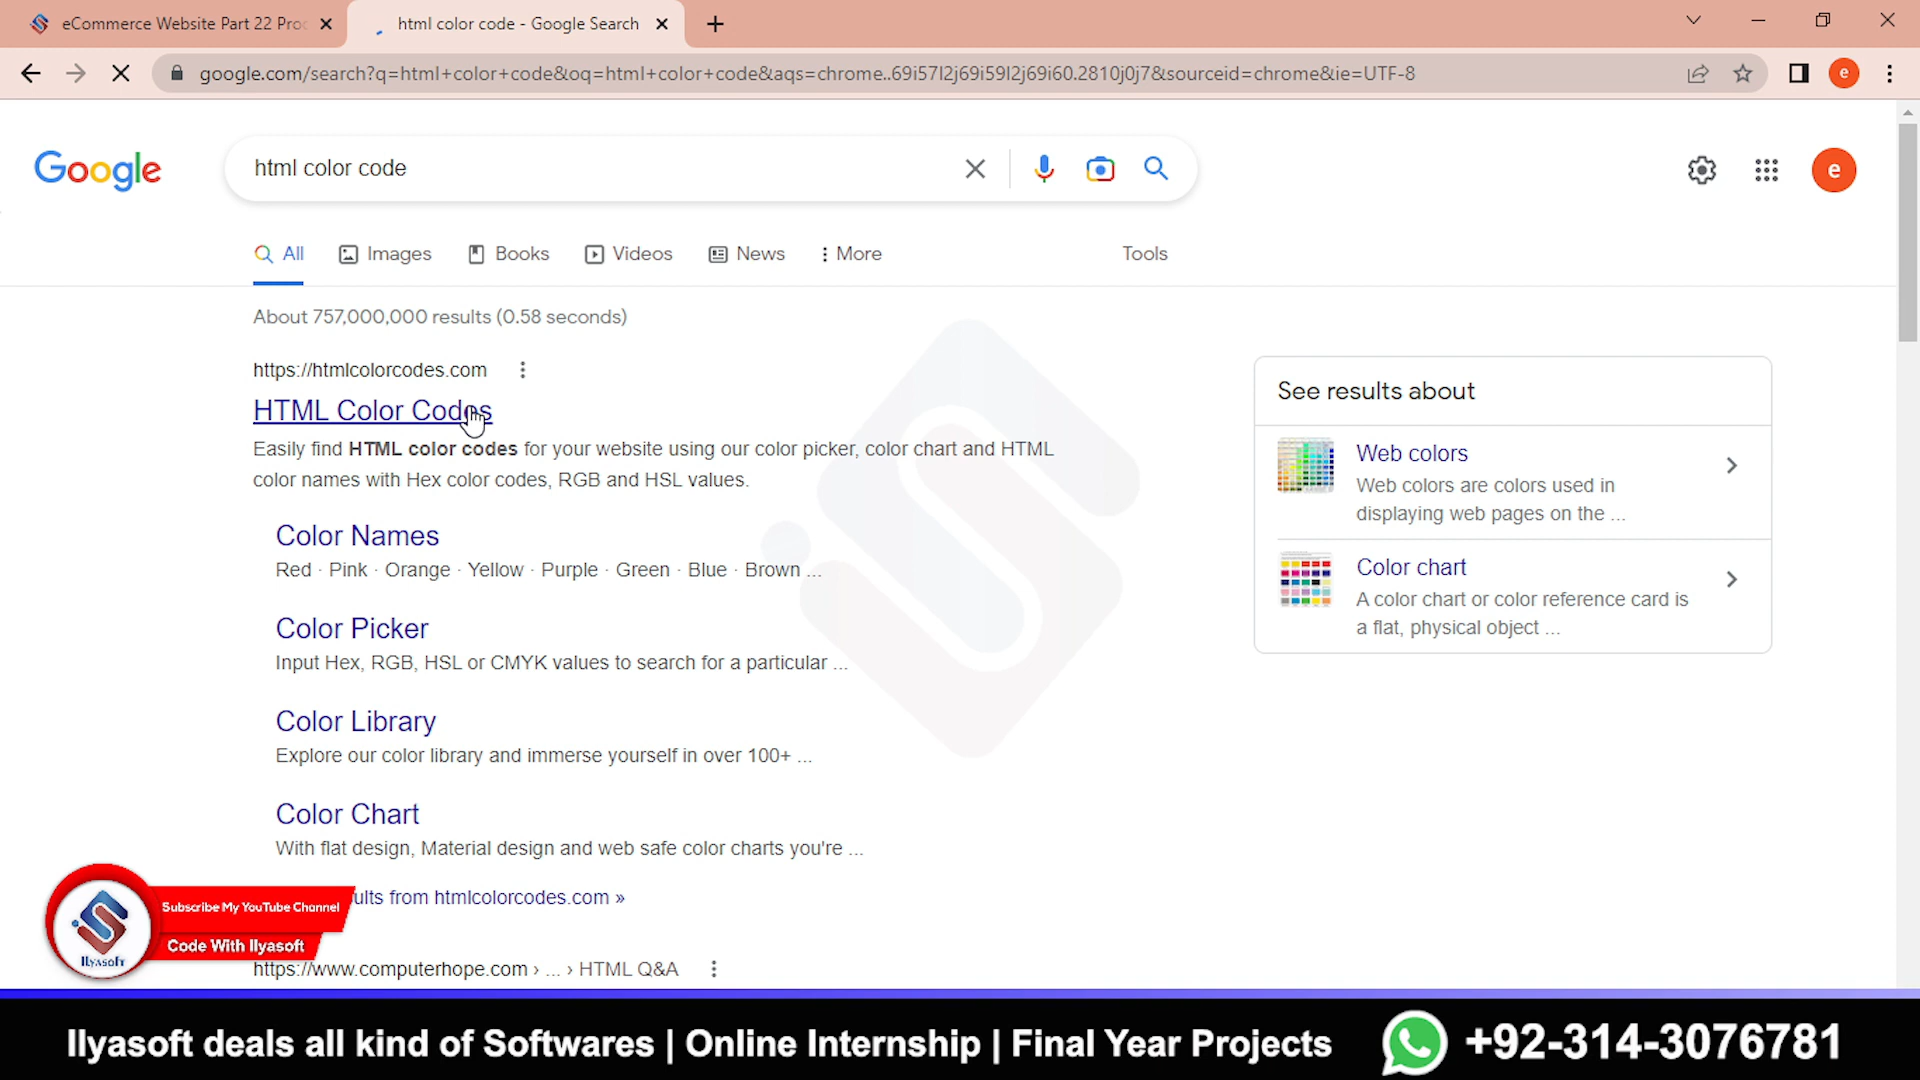 eCommerce Website Part 22 Pro
html color code - Google Search
google.com/search?q=html+color+code&oq=html+color+code&aqs=chrome..69i57l2j69i59l2j69i60.2810j0j7&sourceid=chrome&ie=UTF-8
e
Google
html color code
e
All
Images
Books
Videos
News
More
Tools
About 757,000,000 results (0.58 seconds)
https://htmlcolorcodes.com
HTML Color Codes
Easily find HTML color codes for your website using our color picker, color chart and HTML
color names with Hex color codes, RGB and HSL values.
Color Names
Red · Pink · Orange · Yellow · Purple · Green · Blue · Brown ...
Color Picker
Input Hex, RGB, HSL or CMYK values to search for a particular ...
Color Library
Explore our color library and immerse yourself in over 100+ ...
Color Chart
With flat design, Material design and web safe color charts you're ...
ults from htmlcolorcodes.com »
https://www.computerhope.com › ... › HTML Q&A
See results about
Web colors
Web colors are colors used in
displaying web pages on the ...
Color chart
A color chart or color reference card is
a flat, physical object ...
Subscribe My YouTube Channel
Code With Ilyasoft
Ilyasoft
Ilyasoft deals all kind of Softwares | Online Internship | Final Year Projects
+92-314-3076781